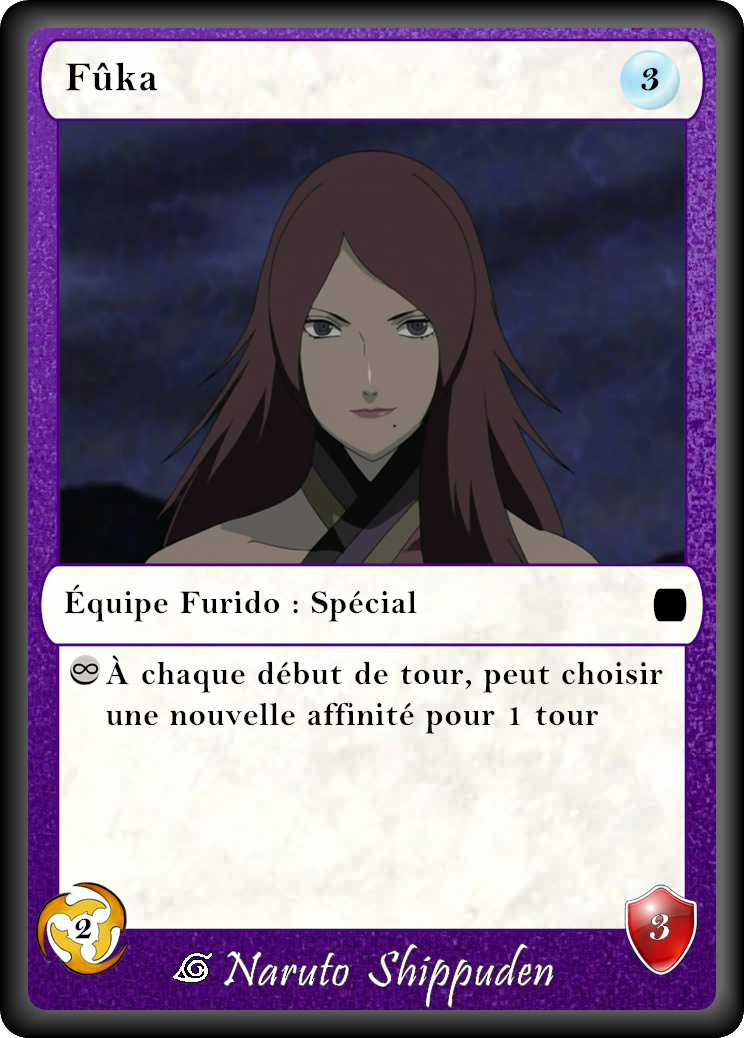 Fûka
3
Équipe Furido : Spécial
∞ À chaque début de tour, peut choisir
une nouvelle affinité pour 1 tour
2
3
Naruto Shippuden